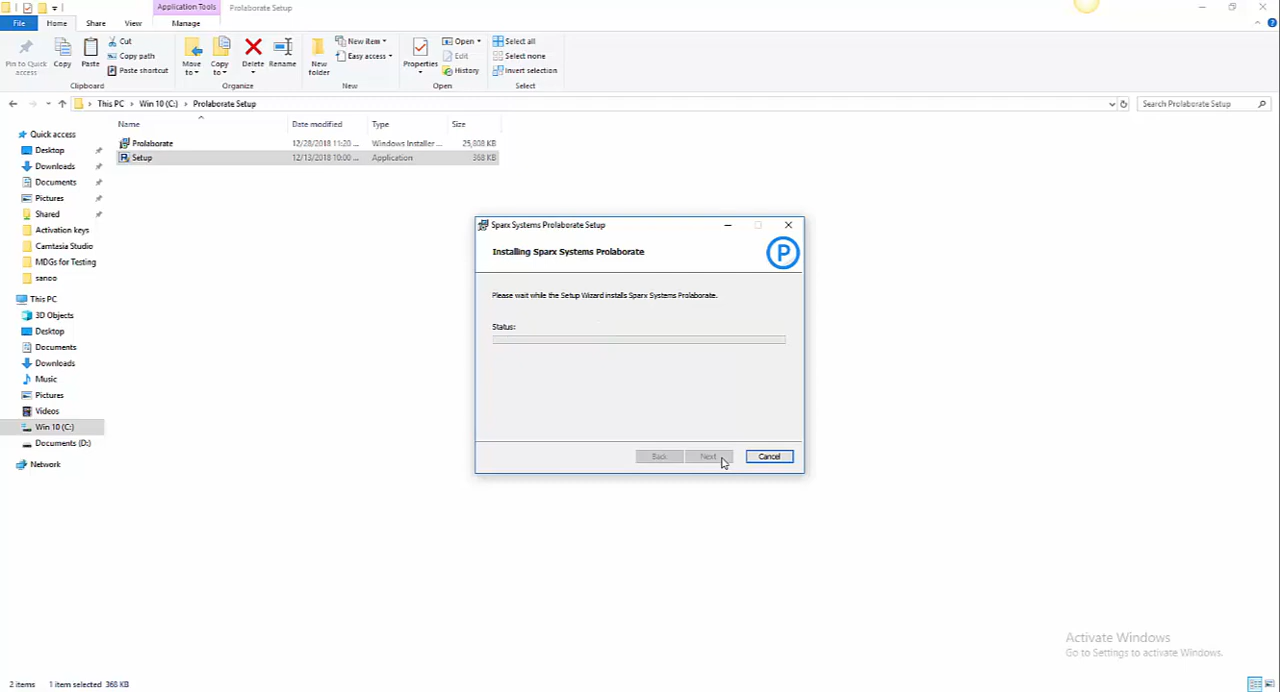 Application Tools Prolaborate Setup
File Home Share View Manage
Pin to Quick access
Copy
Paste
Cut
Copy path
Paste shortcut
Clipboard
Move to
Copy to
Delete
Rename
Organize
New folder
New item
Easy access
New
Properties
Open
Edit
History
Open
Select all
Select none
Invert selection
Select
This PC > Win 10 (C:) > Prolaborate Setup
Search Prolaborate Setup
Name Date modified Type Size
Prolaborate 12/28/2018 11:20 ... Windows Installer ... 25,808 KB
Setup 12/13/2018 10:00 ... Application 368 KB
Quick access
Desktop
Downloads
Documents
Pictures
Shared
Activation keys
Camtasia Studio
MDGs for Testing
sanoo
This PC
3D Objects
Desktop
Documents
Downloads
Music
Pictures
Videos
Win 10 (C:)
Documents (D:)
Network
Sparx Systems Prolaborate Setup
Installing Sparx Systems Prolaborate
P
Please wait while the Setup Wizard installs Sparx Systems Prolaborate.
Status:
Back Next Cancel
Activate Windows
Go to Settings to activate Windows.
2 items 1 item selected 368 KB